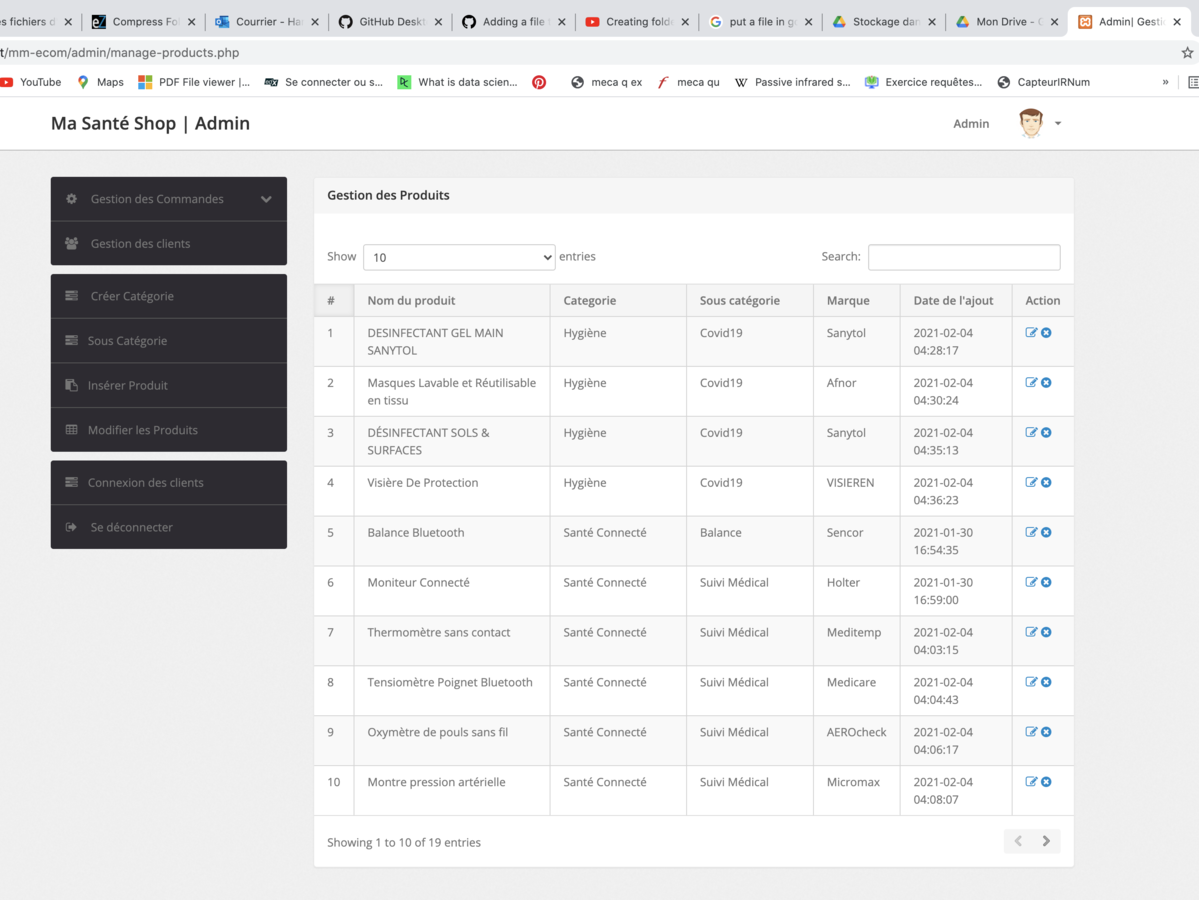 es fichiers d
Compress Fol
Courrier - Ha
GitHub Deskt
Adding a file t
Creating folde
put a file in go
Stockage dan
Mon Drive - G
Admin| Gestio
t/mm-ecom/admin/manage-products.php
YouTube
Maps
PDF File viewer |...
Se connecter ou s...
What is data scien...
meca q ex
meca qu
Passive infrared s...
Exercice requêtes...
CapteurIRNum
»
Ma Santé Shop | Admin
Admin
Gestion des Commandes
Gestion des clients
Créer Catégorie
Sous Catégorie
Insérer Produit
Modifier les Produits
Connexion des clients
Se déconnecter
Gestion des Produits
Show 10 entries
Search:
# Nom du produit Categorie Sous catégorie Marque Date de l'ajout Action
1 DESINFECTANT GEL MAIN Hygiène Covid19 Sanytol 2021-02-04
SANYTOL 04:28:17
2 Masques Lavable et Réutilisable Hygiène Covid19 Afnor 2021-02-04
en tissu 04:30:24
3 DÉSINFECTANT SOLS & Hygiène Covid19 Sanytol 2021-02-04
SURFACES 04:35:13
4 Visière De Protection Hygiène Covid19 VISIEREN 2021-02-04
04:36:23
5 Balance Bluetooth Santé Connecté Balance Sencor 2021-01-30
16:54:35
6 Moniteur Connecté Santé Connecté Suivi Médical Holter 2021-01-30
16:59:00
7 Thermomètre sans contact Santé Connecté Suivi Médical Meditemp 2021-02-04
04:03:15
8 Tensiomètre Poignet Bluetooth Santé Connecté Suivi Médical Medicare 2021-02-04
04:04:43
9 Oxymètre de pouls sans fil Santé Connecté Suivi Médical AEROcheck 2021-02-04
04:06:17
10 Montre pression artérielle Santé Connecté Suivi Médical Micromax 2021-02-04
04:08:07
Showing 1 to 10 of 19 entries